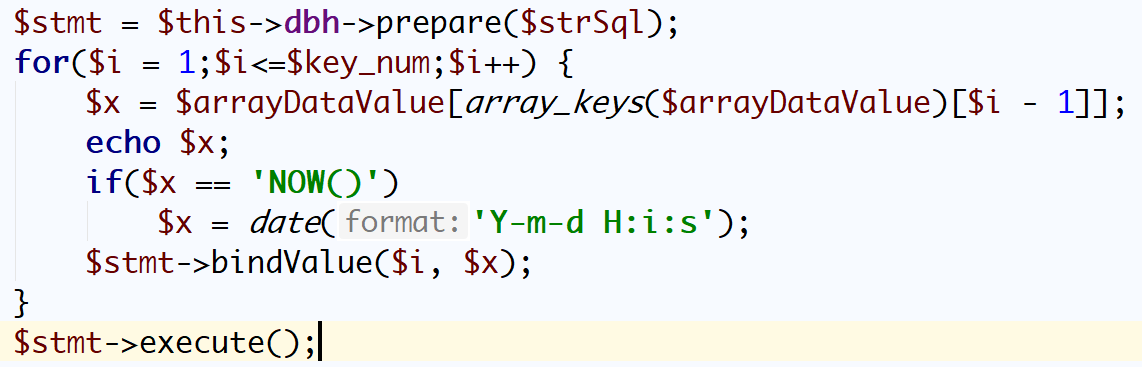 $stmt = $this->dbh->prepare($strSql);
for($i = 1;$i<=$key_num;$i++) {
    $x = $arrayDataValue[array_keys($arrayDataValue)[$i - 1]];
    echo $x;
    if($x == 'NOW()')
        $x = date( format: 'Y-m-d H:i:s');
    $stmt->bindValue($i, $x);
}
$stmt->execute();